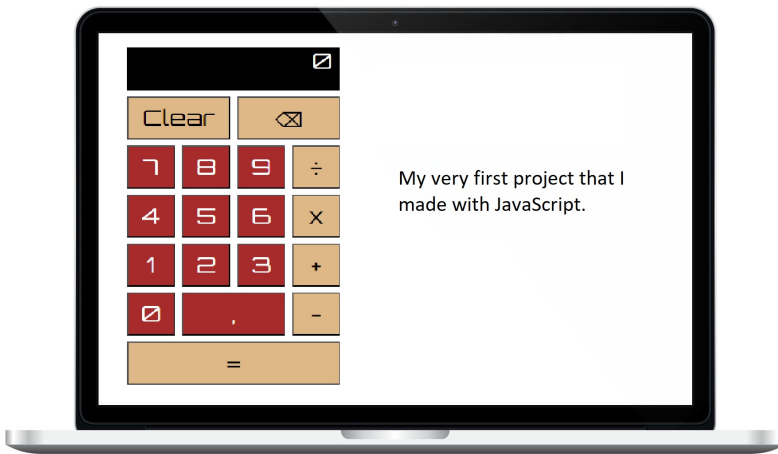 0
Clear ⌫
7 8 9 ÷
4 5 6 x
1 2 3 +
0 , -
=
My very first project that I
made with JavaScript.